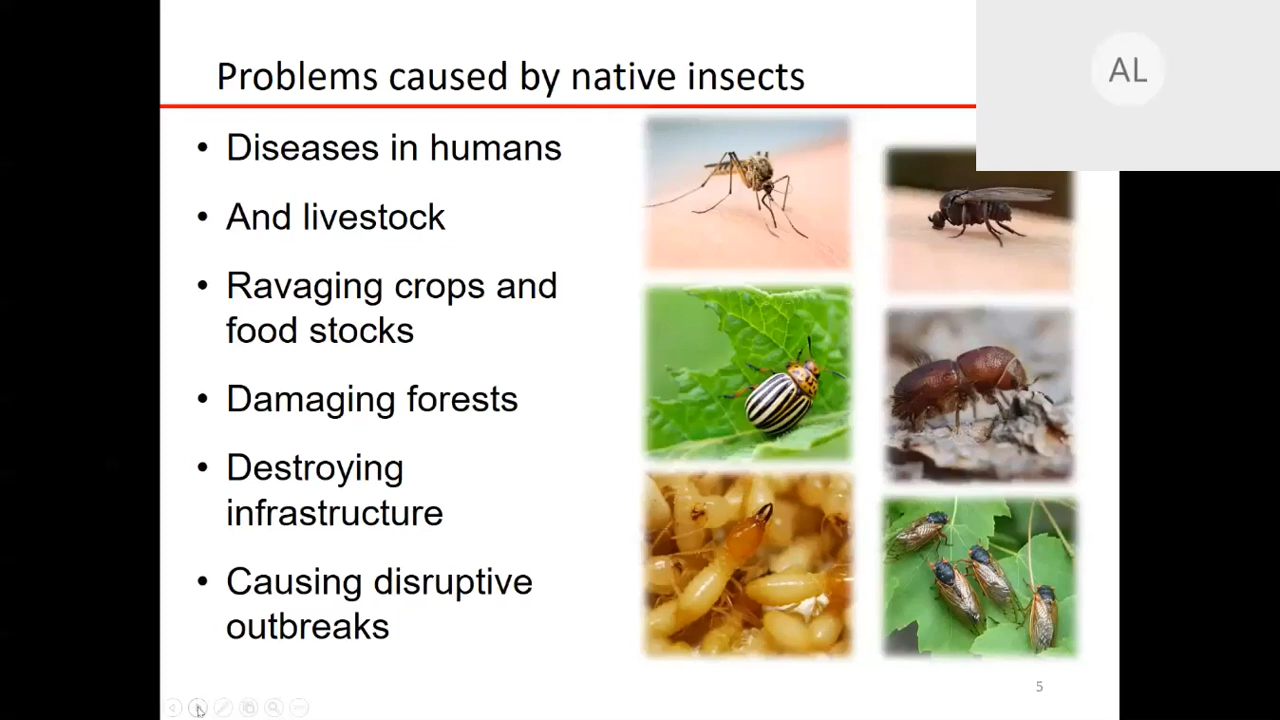 Problems caused by native insects
AL
• Diseases in humans
• And livestock
• Ravaging crops and
food stocks
• Damaging forests
• Destroying
infrastructure
• Causing disruptive
outbreaks
5